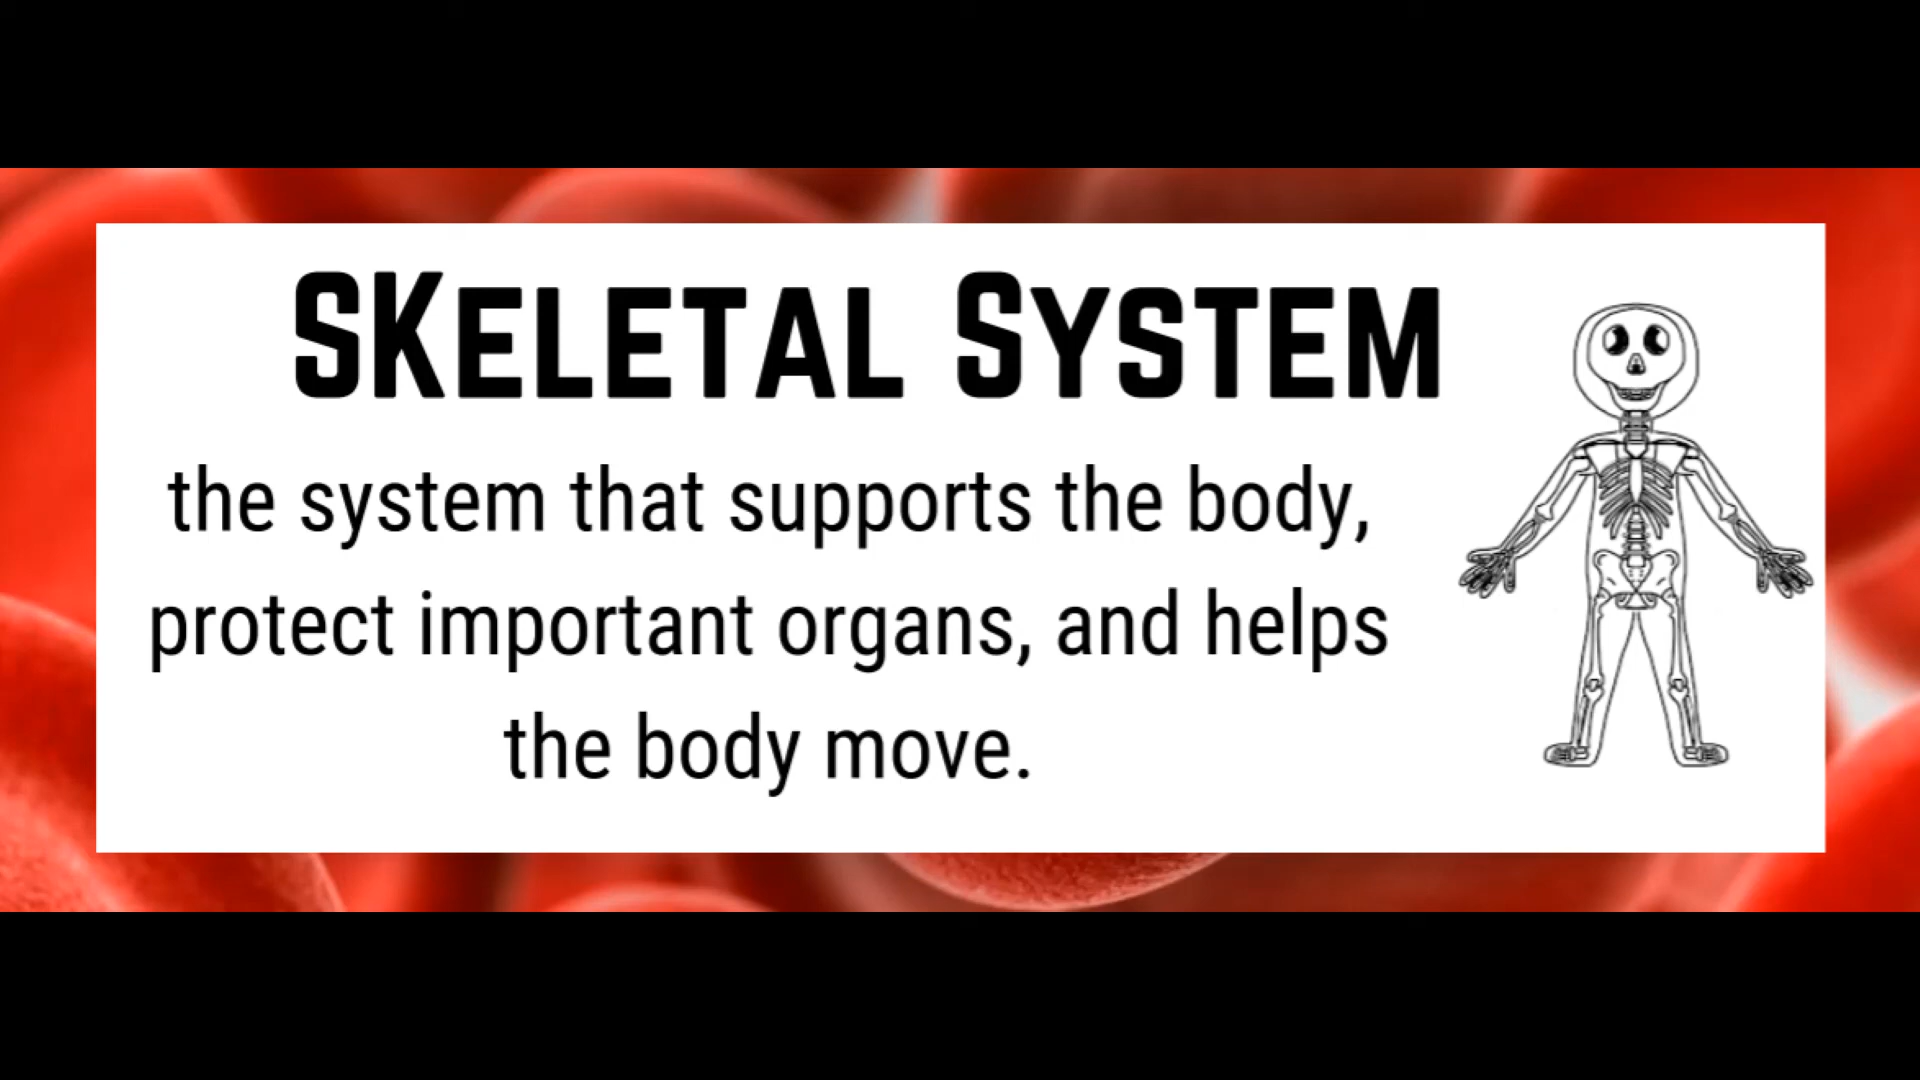 SKELETAL SYSTEM
the system that supports the body,
protect important organs, and helps
the body move.